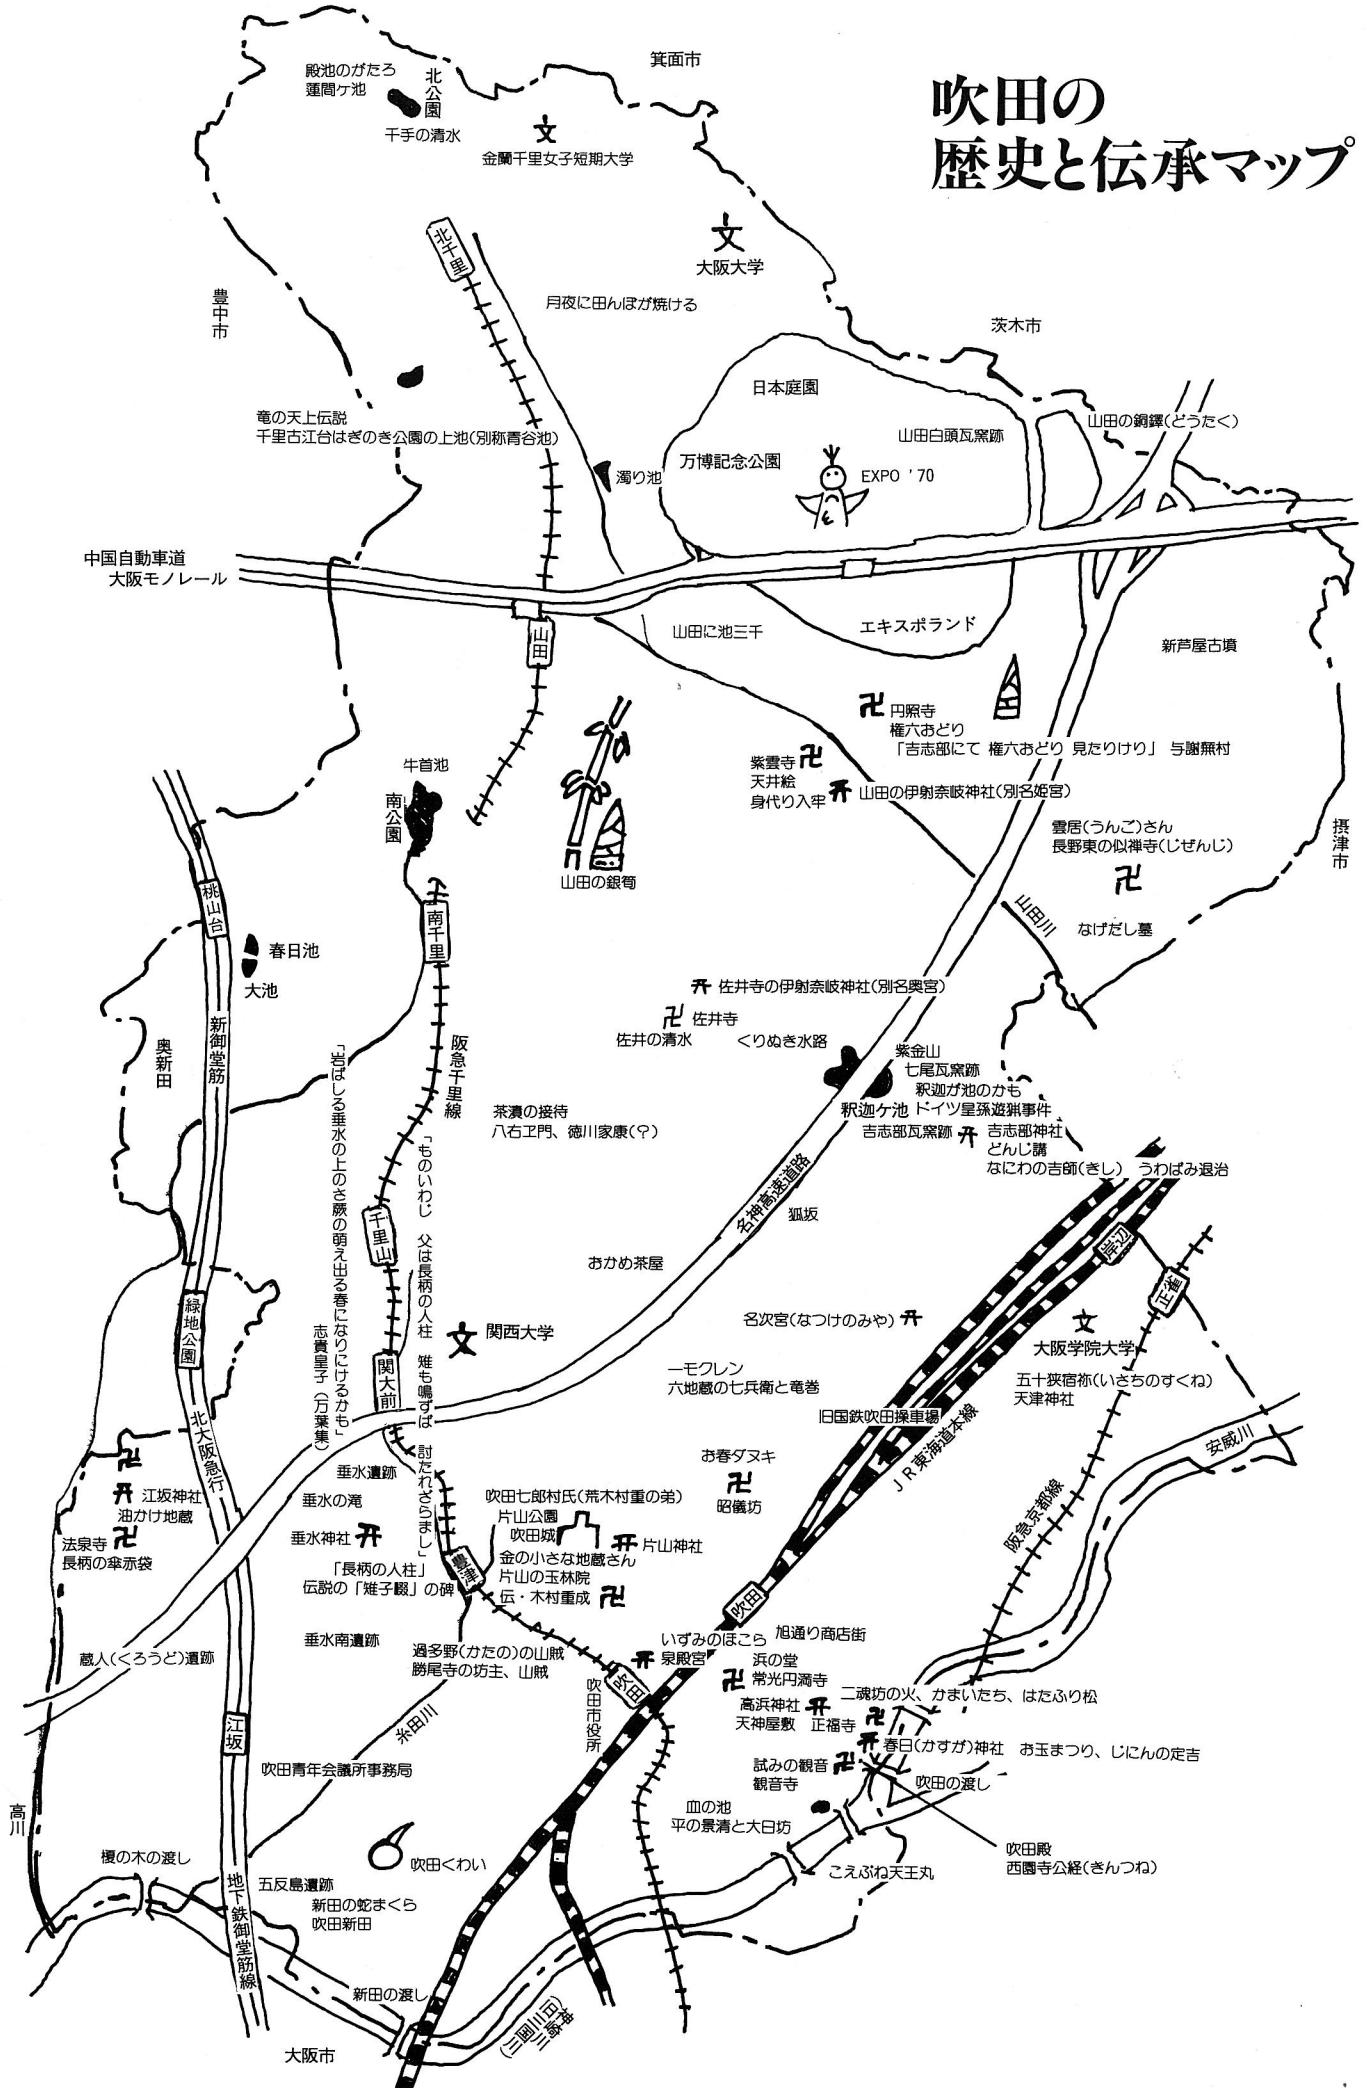 吹田の
歴史と伝承マップ
箕面市
殿池のがたろ
蓮間ケ池
北公園
千手の清水
金蘭千里女子短期大学
大阪大学
北千里
月夜に田んぼが焼ける
豊中市
茨木市
日本庭園
竜の天上伝説
千里古江台はぎのき公園の上池(別称青谷池)
山田の銅鐸(どうたく)
山田白頭瓦窯跡
万博記念公園
EXPO '70
濁り池
中国自動車道
大阪モノレール
山田
山田に池三千
エキスポランド
新芦屋古墳
円照寺
権六おどり
「吉志部にて 権六おどり 見たりけり」 与謝無村
紫雲寺
天井絵
身代り入牢
山田の伊射奈岐神社(別名姫宮)
牛首池
南公園
山田の銀筍
雲居(うんご)さん
長野東の似禅寺(じぜんじ)
摂津市
桃山台
南千里
山田川
なげだし墓
春日池
大池
佐井寺の伊射奈岐神社(別名奥宮)
佐井寺
佐井の清水
くりぬき水路
新御堂筋
奥新田
阪急千里線
紫金山
七尾瓦窯跡
釈迦が池のかも
釈迦ケ池
ドイツ皇孫遊猟事件
吉志部瓦窯跡
吉志部神社
どんじ講
なにわの吉師(きし)
うわばみ退治
茶漬の接待
八右ヱ門、徳川家康(?)
「岩ばしる垂水の上のさ蕨の萌え出る春になりにけるかも」
志貴皇子(万葉集)
「ものいわじ 父は長柄の人柱 雉も鳴ずば 討たれざらまし」
千里山
名神高速道路
狐坂
おかめ茶屋
岸辺
正雀
緑地公園
関西大学
名次宮(なつけのみや)
大阪学院大学
関大前
一モクレン
六地蔵の七兵衛と竜巻
五十狭宿祢(いさちのすくね)
天津神社
旧国鉄吹田操車場
北大阪急行
JR東海道本線
安威川
お春ダヌキ
昭儀坊
垂水遺跡
垂水の滝
垂水神社
「長柄の人柱」
伝説の「雉子畷」の碑
江坂神社
油かけ地蔵
法泉寺
長柄の傘赤袋
吹田七郎村氏(荒木村重の弟)
片山公園
吹田城
片山神社
金の小さな地蔵さん
片山の玉林院
伝・木村重成
豊津
阪急京都線
吹田
蔵人(くろうど)遺跡
垂水南遺跡
過多野(かたの)の山賊
勝尾寺の坊主、山賊
いずみのほこら
泉殿宮
旭通り商店街
浜の堂
常光円満寺
吹田
吹田市役所
高浜神社
天神屋敷
正福寺
二魂坊の火、かまいたち、はたふり松
春日(かすが)神社 お玉まつり、じにんの定吉
試みの観音
観音寺
吹田の渡し
江坂
糸田川
吹田青年会議所事務局
血の池
平の景清と大日坊
高川
吹田くわい
吹田殿
西園寺公経(きんつね)
こえぶね天王丸
榎の木の渡し
地下鉄御堂筋線
五反島遺跡
新田の蛇まくら
吹田新田
新田の渡し
神崎川
(旧三国川)
大阪市